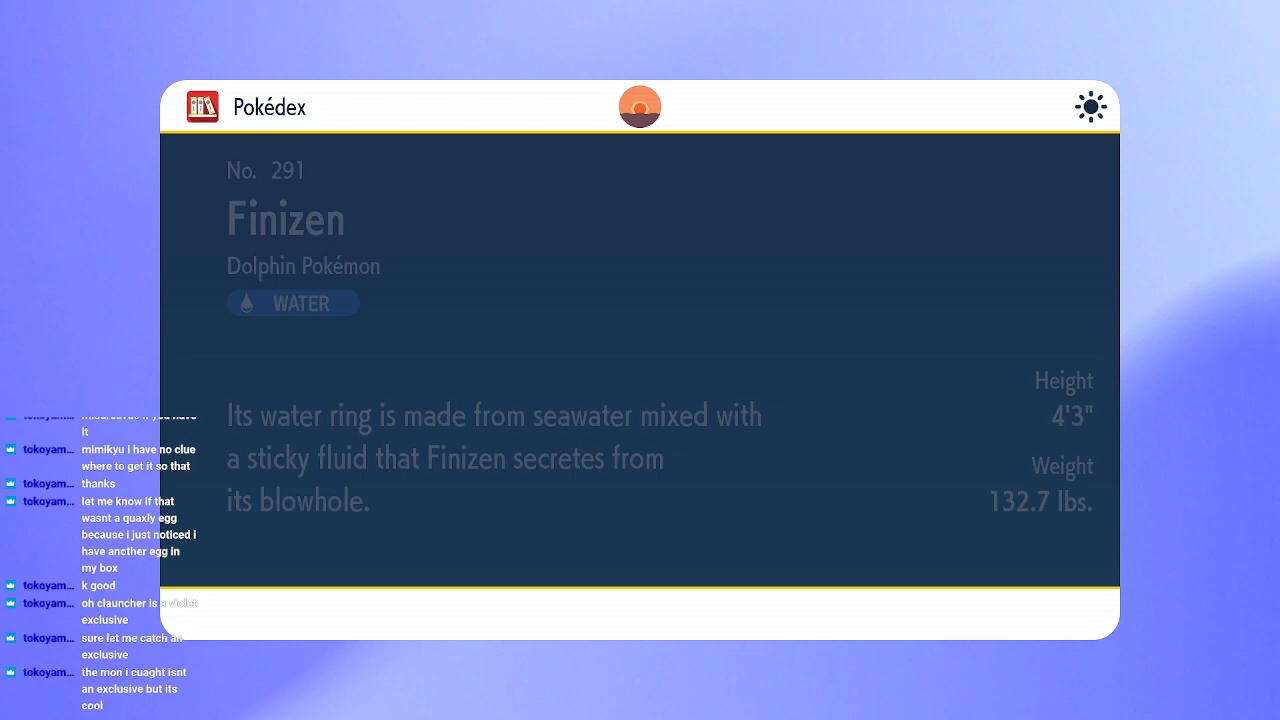 Pokédex
No. 291
Finizen
Dolphin Pokémon
WATER
Height
4'3"
Its water ring is made from seawater mixed with
a sticky fluid that Finizen secretes from
its blowhole.
Weight
132.7 lbs.
if you have
it
tokoyam... mimikyu i have no clue
where to get it so that
tokoyam... thanks
tokoyam... let me know if that
wasnt a quaxly egg
because i just noticed i
have another egg in
my box
tokoyam... k good
tokoyam... oh clauncher is a violet
exclusive
tokoyam... sure let me catch an
exclusive
tokoyam... the mon i cuaght isnt
an exclusive but its
cool